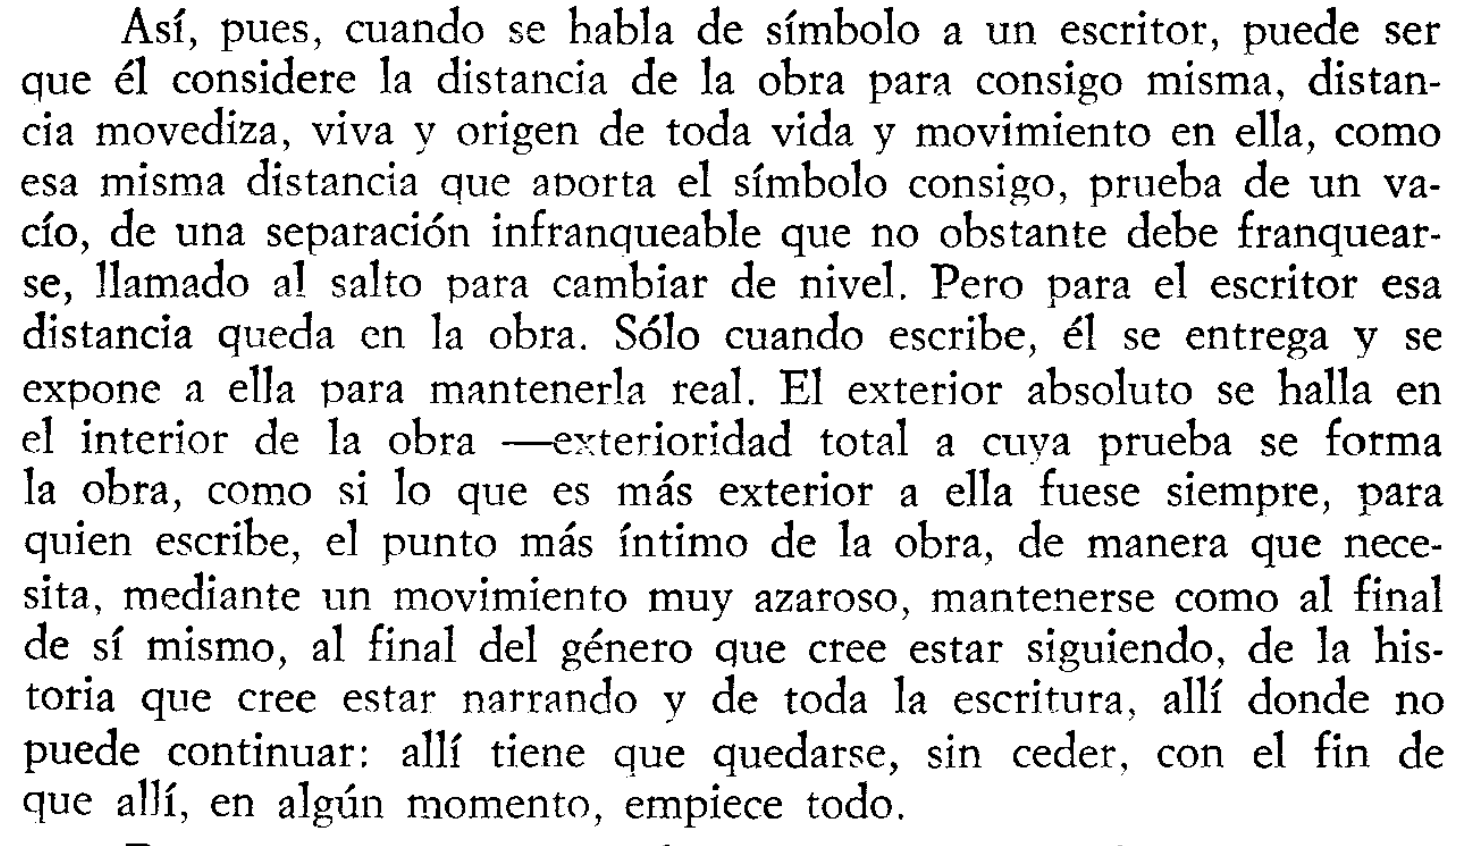 Así, pues, cuando se habla de símbolo a un escritor, puede ser
que él considere la distancia de la obra para consigo misma, distan-
cia movediza, viva y origen de toda vida y movimiento en ella, como
esa misma distancia que aporta el símbolo consigo, prueba de un va-
cío, de una separación infranqueable que no obstante debe franquear-
se, llamado al salto para cambiar de nivel. Pero para el escritor esa
distancia queda en la obra. Sólo cuando escribe, él se entrega y se
expone a ella para mantenerla real. El exterior absoluto se halla en
el interior de la obra —exterioridad total a cuya prueba se forma
la obra, como si lo que es más exterior a ella fuese siempre, para
quien escribe, el punto más íntimo de la obra, de manera que nece-
sita, mediante un movimiento muy azaroso, mantenerse como al final
de sí mismo, al final del género que cree estar siguiendo, de la his-
toria que cree estar narrando y de toda la escritura, allí donde no
puede continuar: allí tiene que quedarse, sin ceder, con el fin de
que allí, en algún momento, empiece todo.